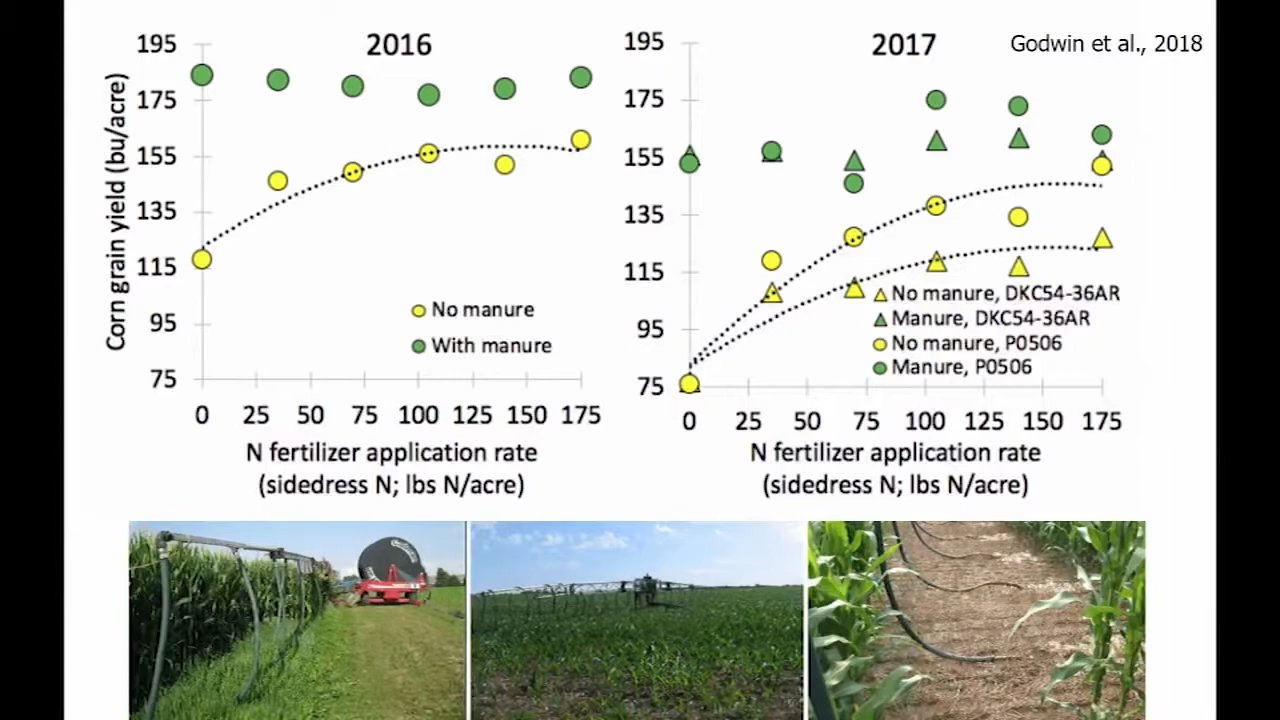 2016
195
175
155
135
115
95
75
Corn grain yield (bu/acre)
No manure
With manure
0 25 50 75 100 125 150 175
N fertilizer application rate
(sidedress N; lbs N/acre)
2017
Godwin et al., 2018
195
175
155
135
115
95
75
No manure, DKC54-36AR
Manure, DKC54-36AR
No manure, P0506
Manure, P0506
0 25 50 75 100 125 150 175
N fertilizer application rate
(sidedress N; lbs N/acre)